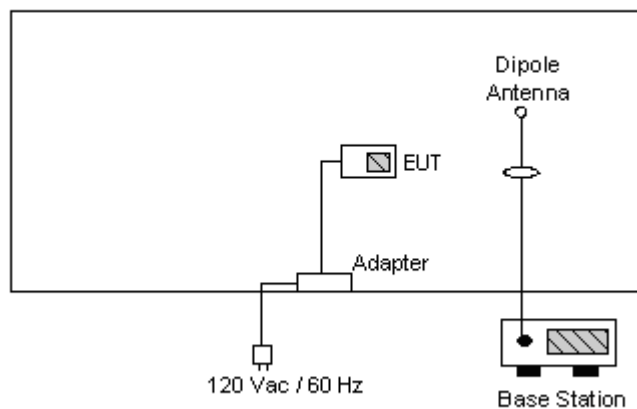 Dipole
Antenna
EUT
Adapter
120 Vac / 60 Hz
Base Station